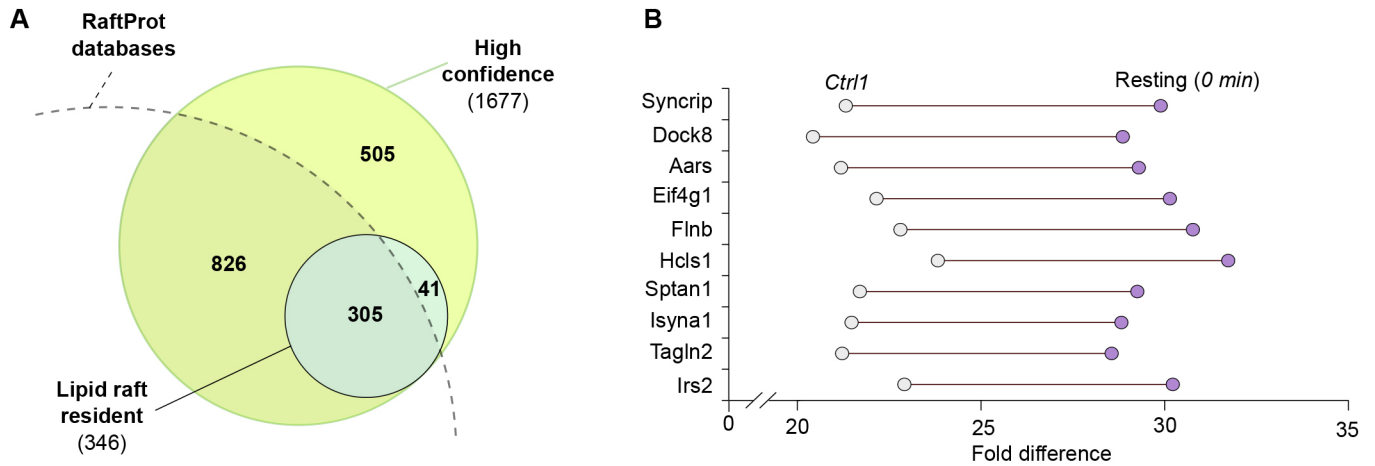 A
RaftProt
databases
High
confidence
(1677)
505
826
41
305
Lipid raft
resident
(346)
B
Ctrl1
Resting (0 min)
Syncrip
Dock8
Aars
Eif4g1
Flnb
Hcls1
Sptan1
Isyna1
Tagln2
Irs2
0 20 25 30 35
Fold difference